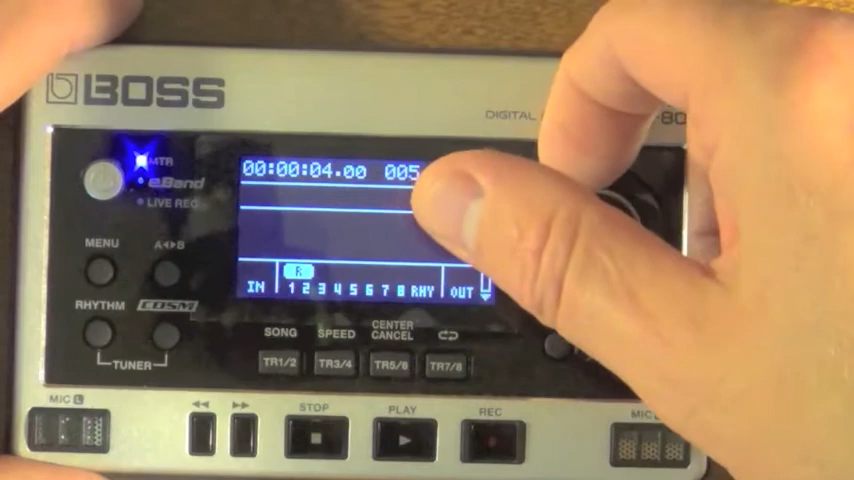 BOSS
DIGITAL
MTR
eBand
LIVE REC
00:00:04.00 005
MENU
A◄►B
R
IN 1 2 3 4 5 6 7 8 RHY OUT
RHYTHM
COSM
TUNER
SONG
SPEED
CENTER
CANCEL
TR1/2
TR3/4
TR5/6
TR7/8
MIC L
◄◄
►►
STOP
PLAY
REC
MIC